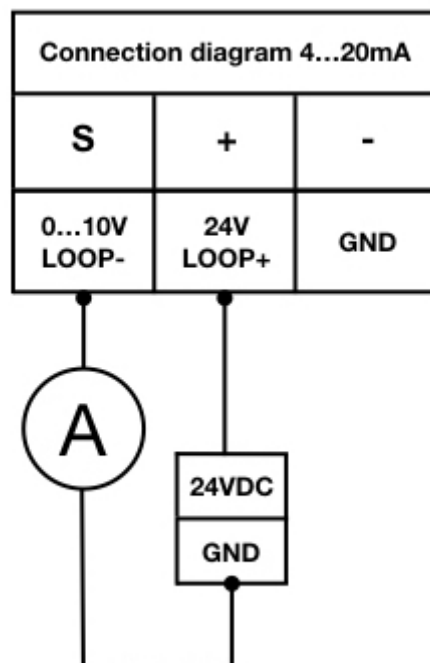 Connection diagram 4...20mA
S
+
-
0...10V
LOOP-
24V
LOOP+
GND
A
24VDC
GND